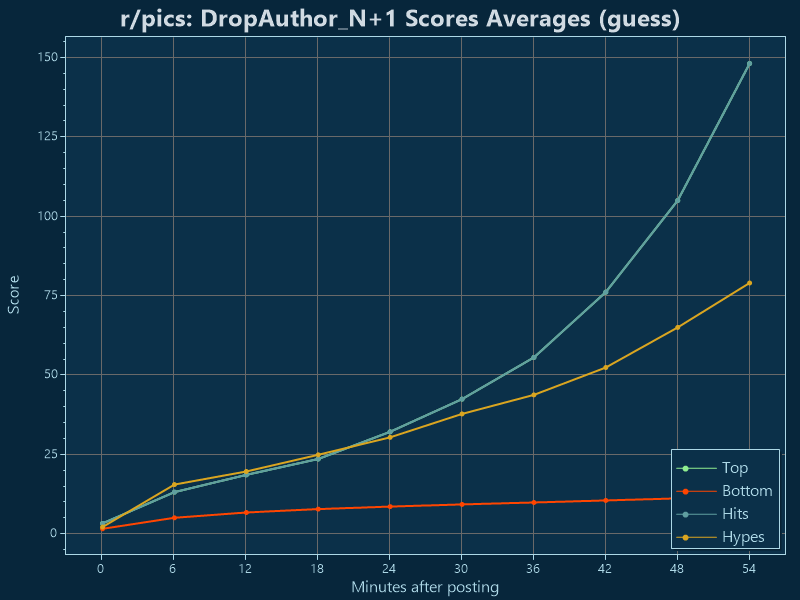 r/pics: DropAuthor_N+1 Scores Averages (guess)
150
125
100
75
50
25
0
Score
0 6 12 18 24 30 36 42 48 54
Minutes after posting
Top
Bottom
Hits
Hypes